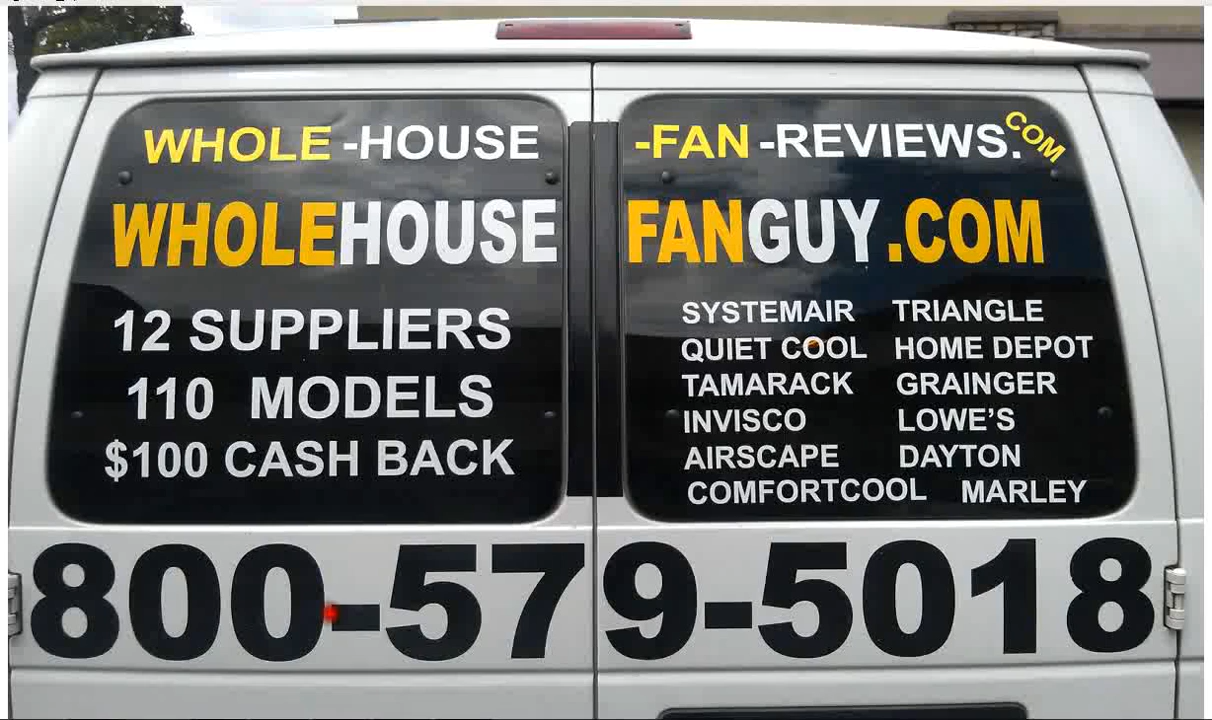 WHOLE -HOUSE -FAN -REVIEWS.COM
WHOLEHOUSE FANGUY.COM
12 SUPPLIERS
110 MODELS
$100 CASH BACK
SYSTEMAIR TRIANGLE
QUIET COOL HOME DEPOT
TAMARACK GRAINGER
INVISCO LOWE'S
AIRSCAPE DAYTON
COMFORTCOOL MARLEY
800-579-5018